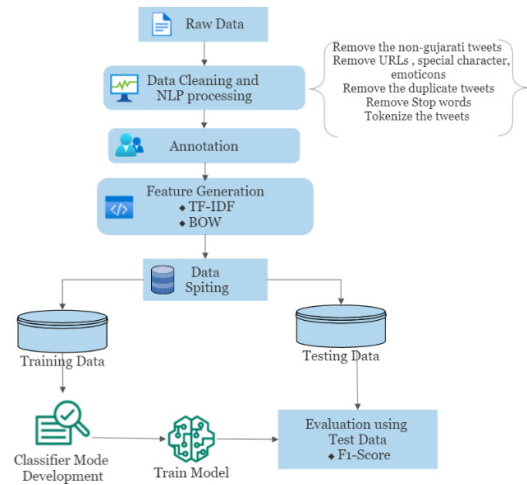 Raw Data
Data Cleaning and
NLP processing
Remove the non-gujarati tweets
Remove URLs , special character,
emoticons
Remove the duplicate tweets
Remove Stop words
Tokenize the tweets
Annotation
Feature Generation
◆ TF-IDF
◆ BOW
Data
Spiting
Training Data
Testing Data
Classifier Mode
Development
Train Model
Evaluation using
Test Data
◆ F1-Score